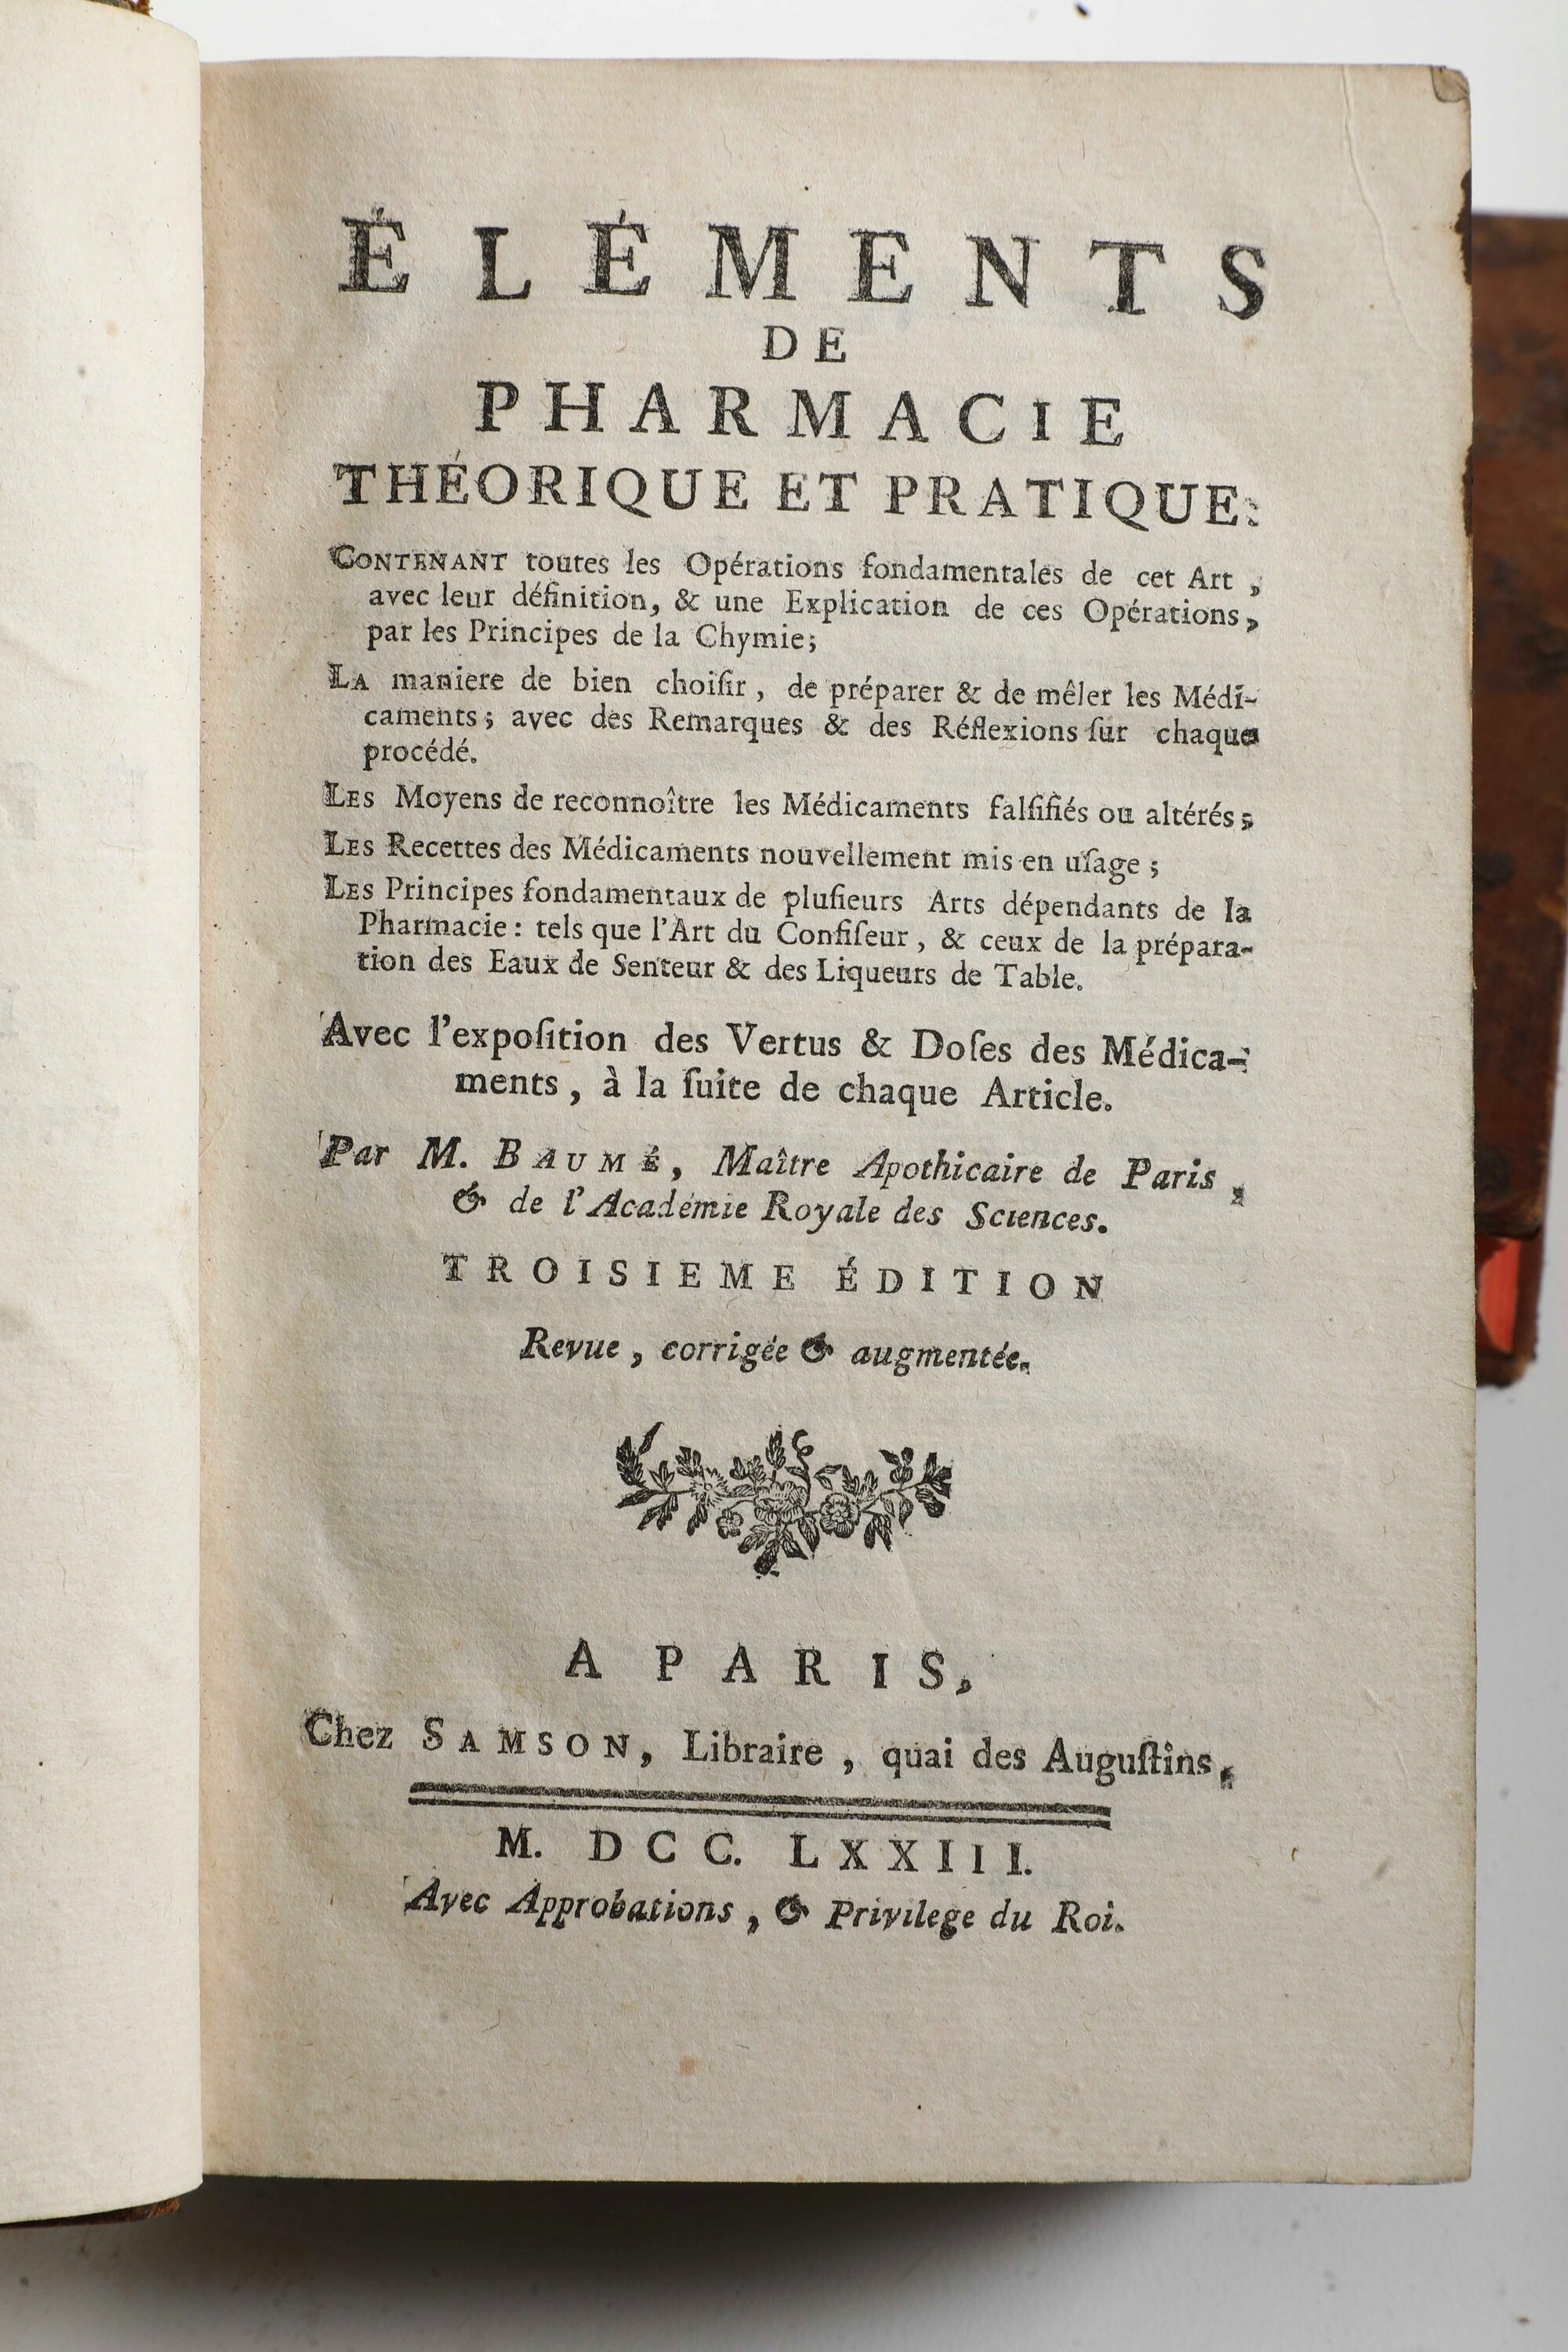 ÉLÉMENTS
DE
PHARMACIE
THÉORIQUE ET PRATIQUE:
CONTENANT toutes les Opérations fondamentales de cet Art,
avec leur définition, & une Explication de ces Opérations,
par les Principes de la Chymie;
LA maniere de bien choiſir, de préparer & de mêler les Médi-
caments; avec des Remarques & des Réflexions ſur chaque
procédé.
LES Moyens de reconnoître les Médicaments falſifiés ou altérés;
LES Recettes des Médicaments nouvellement mis en uſage;
LES Principes fondamentaux de pluſieurs Arts dépendants de la
Pharmacie: tels que l'Art du Confiſeur, & ceux de la prépara-
tion des Eaux de Senteur & des Liqueurs de Table.
Avec l'expoſition des Vertus & Doſes des Médica-
ments, à la ſuite de chaque Article.
Par M. BAUMÉ, Maître Apothicaire de Paris,
& de l'Académie Royale des Sciences.
TROISIEME ÉDITION
Revue, corrigée & augmentée.
A PARIS,
Chez SAMSON, Libraire, quai des Auguſtins.
M. DCC. LXXIII.
Avec Approbations, & Privilege du Roi.